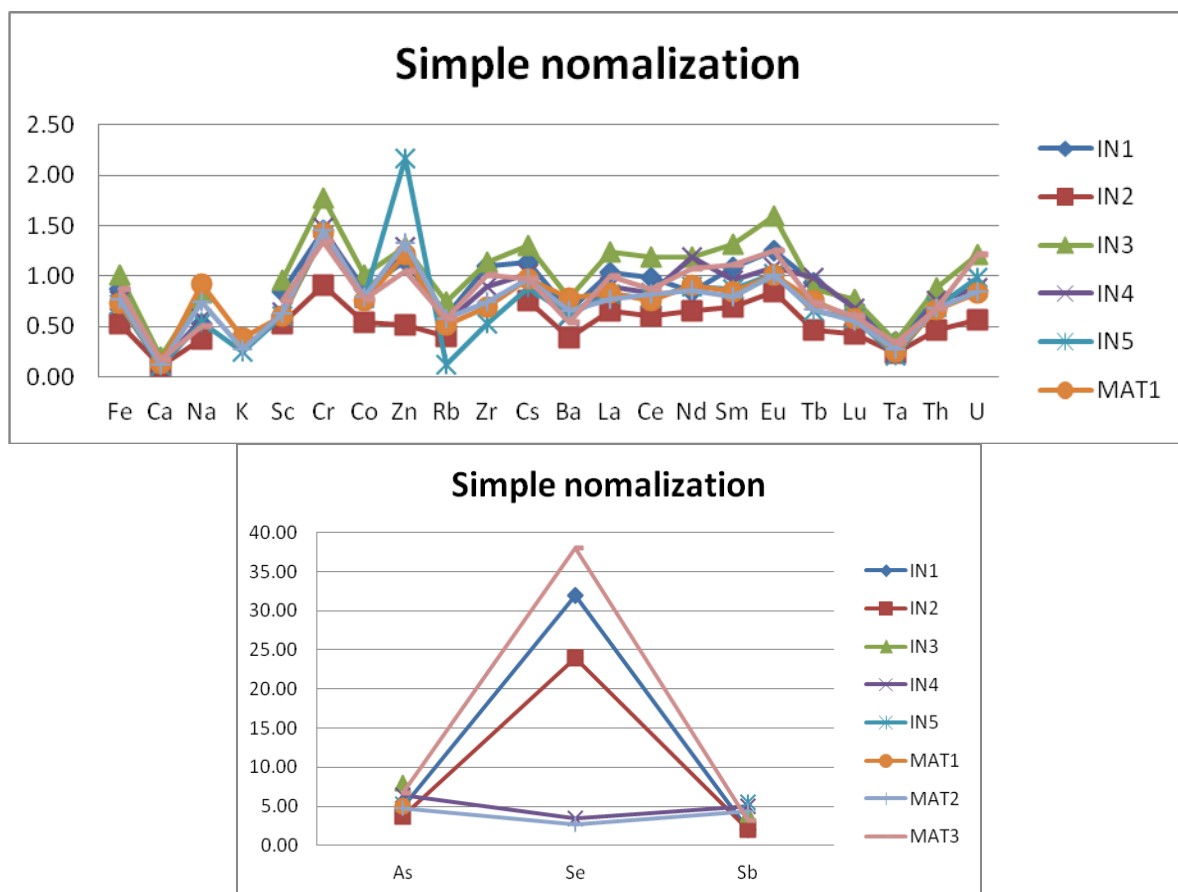 Simple nomalization
2.50
2.00
1.50
1.00
0.50
0.00
Fe Ca Na K Sc Cr Co Zn Rb Zr Cs Ba La Ce Nd Sm Eu Tb Lu Ta Th U
IN1
IN2
IN3
IN4
IN5
MAT1
Simple nomalization
40.00
35.00
30.00
25.00
20.00
15.00
10.00
5.00
0.00
As Se Sb
IN1
IN2
IN3
IN4
IN5
MAT1
MAT2
MAT3